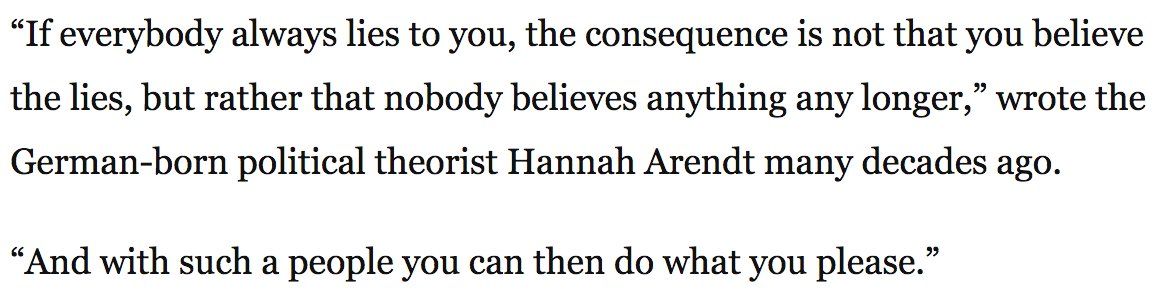 “If everybody always lies to you, the consequence is not that you believe
the lies, but rather that nobody believes anything any longer,” wrote the
German-born political theorist Hannah Arendt many decades ago.
“And with such a people you can then do what you please.”